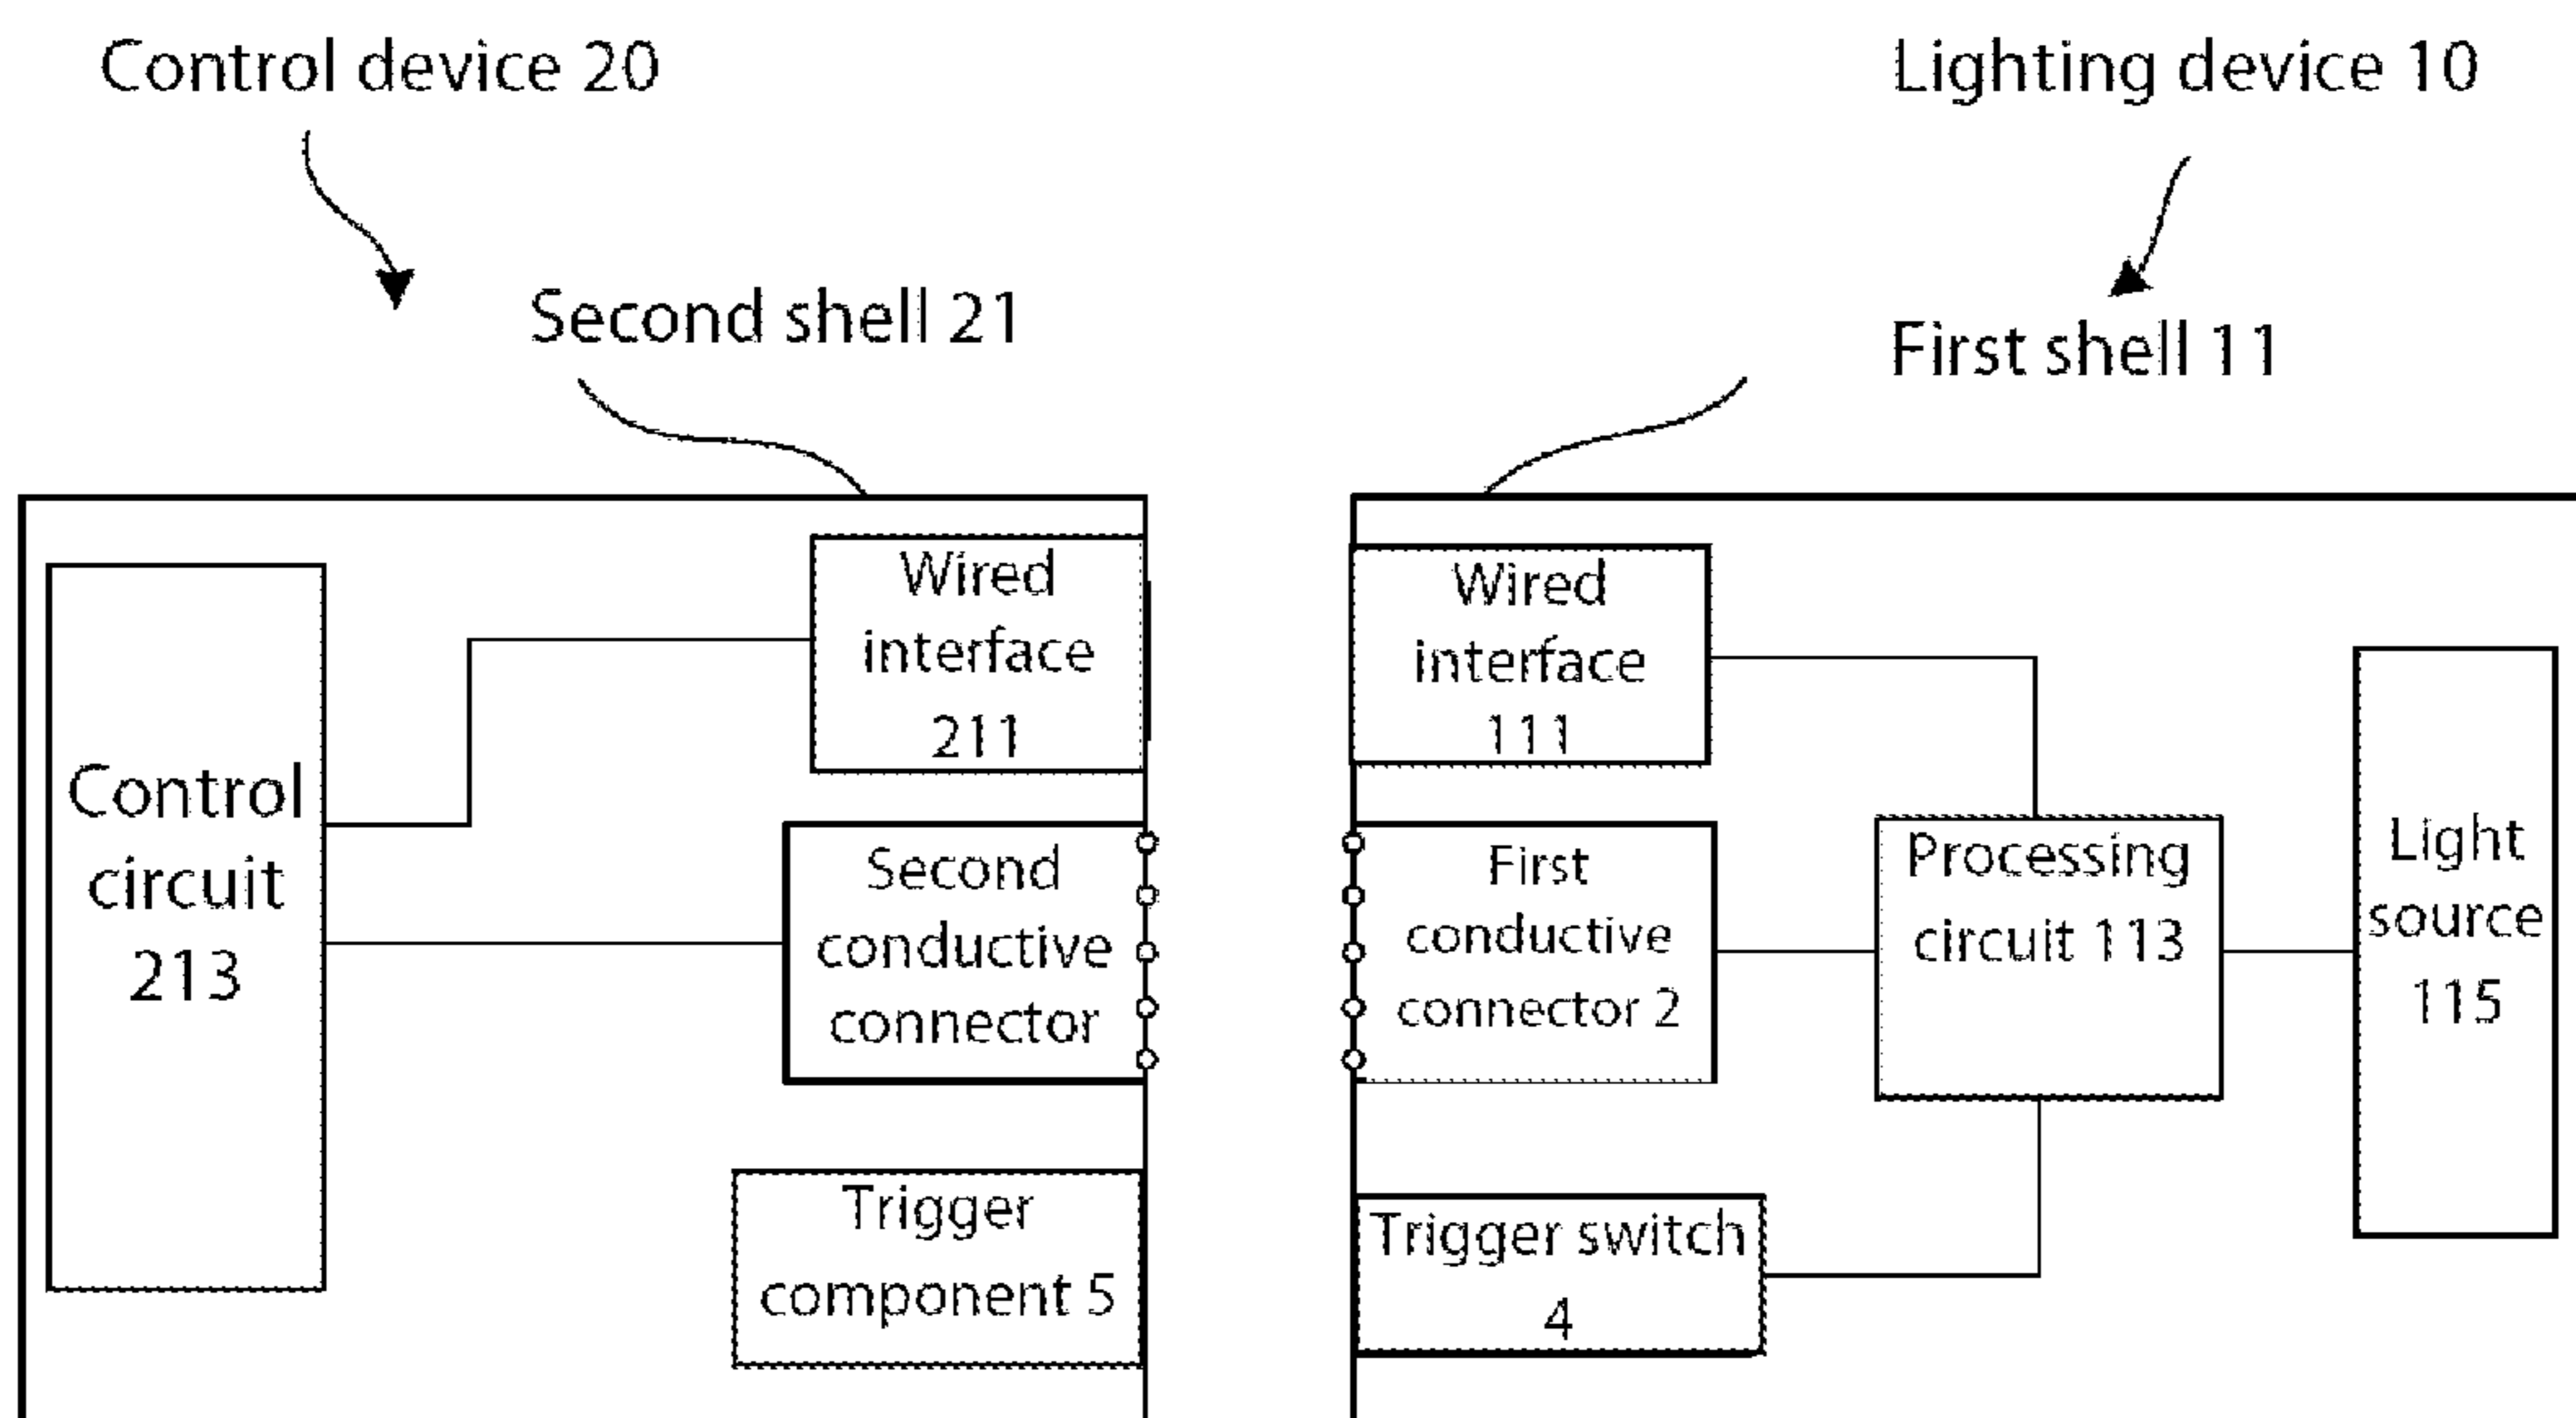 Control device 20
Lighting device 10
Second shell 21
First shell 11
Control
circuit
213
Wired
interface
211
Second
conductive
connector
Trigger
component 5
Wired
interface
111
First
conductive
connector 2
Trigger switch
4
Processing
circuit 113
Light
source
115